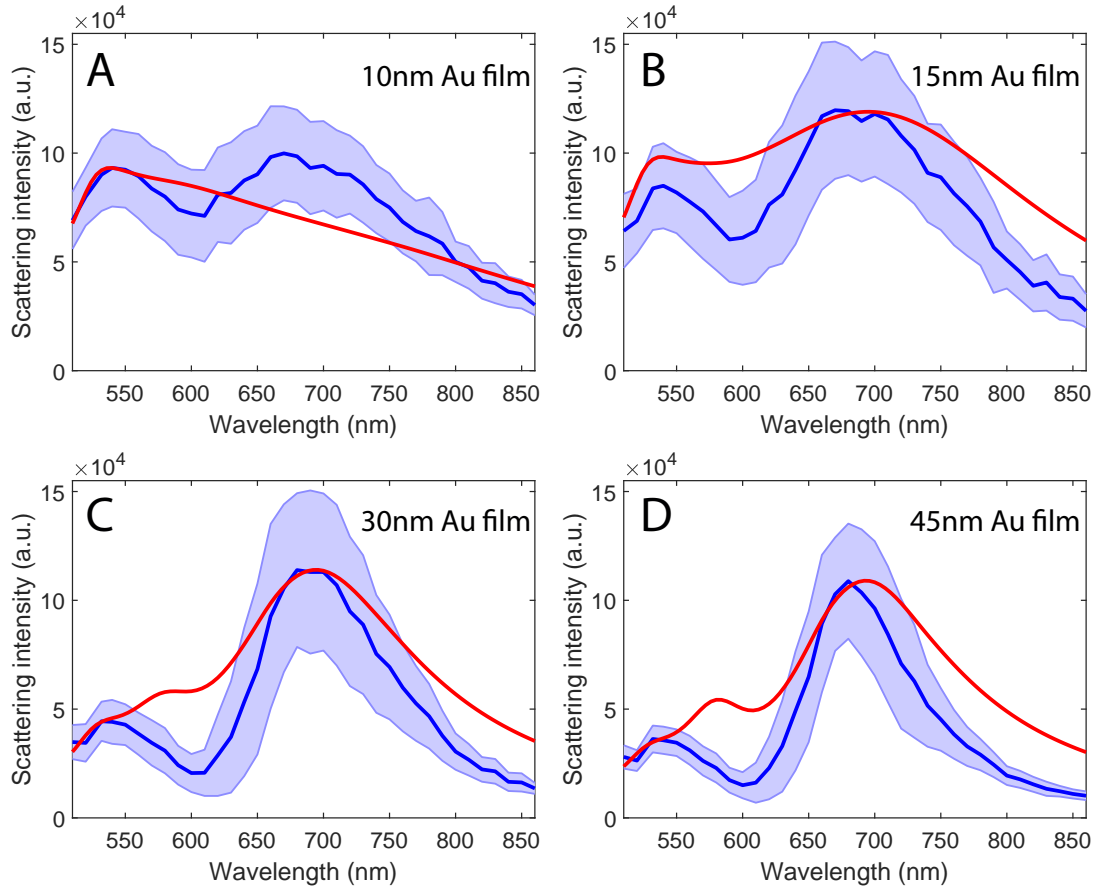 ×10⁴
A
10nm Au film
15
10
5
0
Scattering intensity (a.u.)
550 600 650 700 750 800 850
Wavelength (nm)
×10⁴
B
15nm Au film
15
10
5
0
Scattering intensity (a.u.)
550 600 650 700 750 800 850
Wavelength (nm)
×10⁴
C
30nm Au film
15
10
5
0
Scattering intensity (a.u.)
550 600 650 700 750 800 850
Wavelength (nm)
×10⁴
D
45nm Au film
15
10
5
0
Scattering intensity (a.u.)
550 600 650 700 750 800 850
Wavelength (nm)